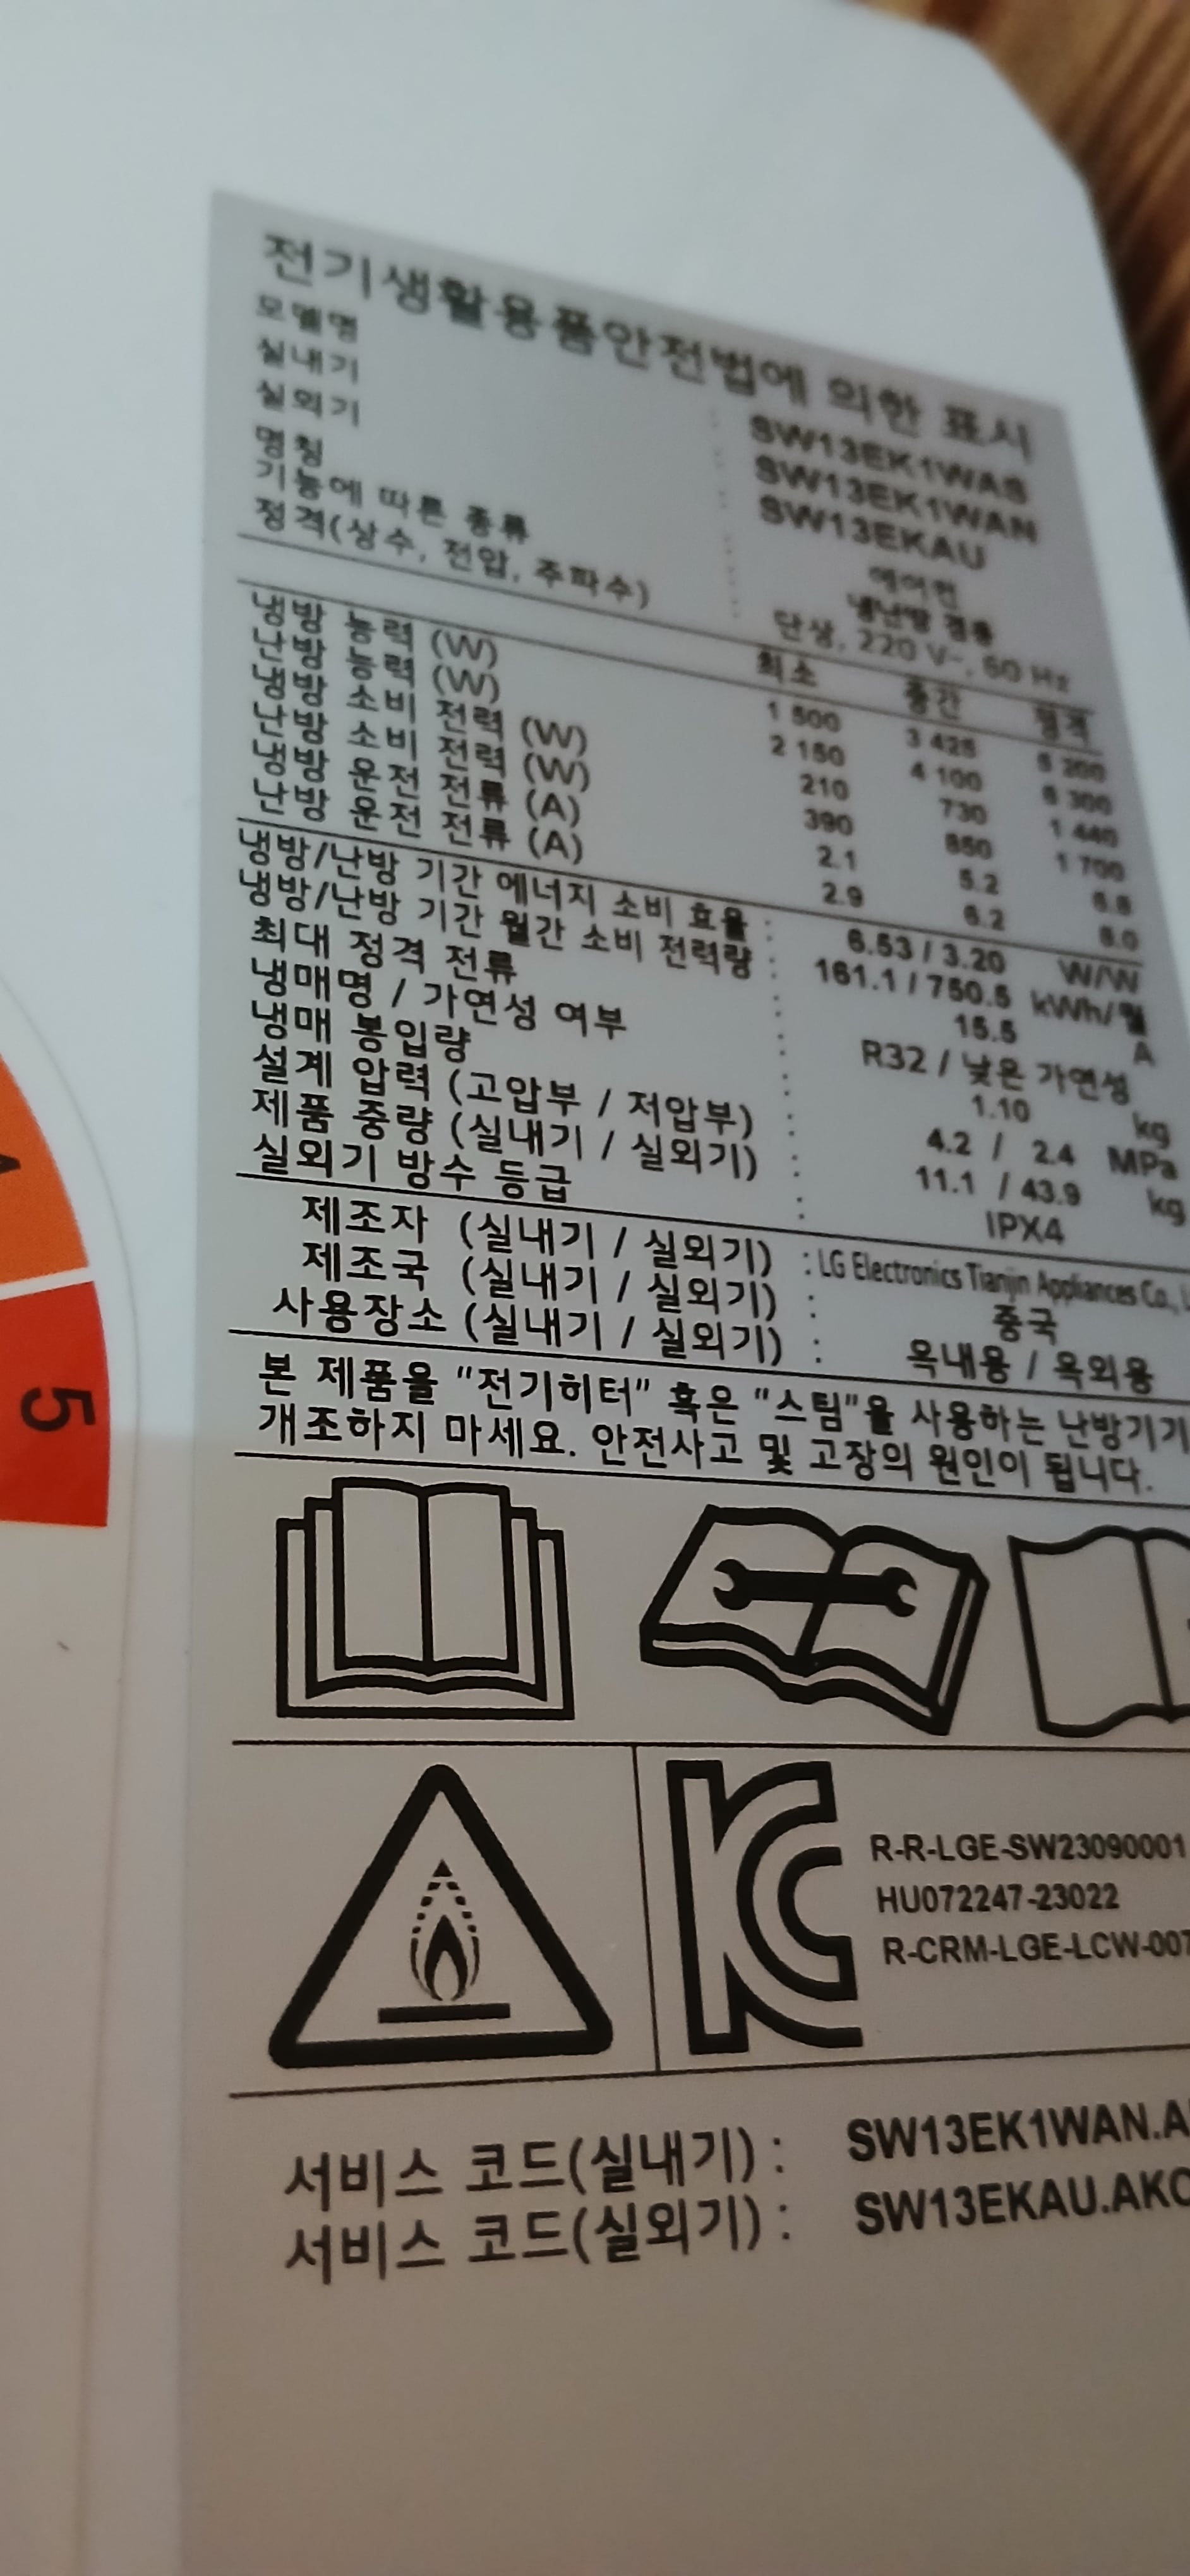 전기생활용품안전법에 의한 표시
모델명 : SW13EK1WAS
실내기 : SW13EK1WAN
실외기 : SW13EKAU
명칭 : 에어컨
기능에 따른 종류 : 냉난방 겸용
정격(상수, 전압, 주파수) : 단상, 220 V~, 60 Hz
최소 중간 정격
냉방 능력 (W) 1 500 3 425 5 200
난방 능력 (W) 2 150 4 100 6 300
냉방 소비 전력 (W) 210 730 1 440
난방 소비 전력 (W) 390 850 1 700
냉방 운전 전류 (A) 2.1 5.2
난방 운전 전류 (A) 2.9 6.2 8.0
냉방/난방 기간 에너지 소비 효율 : 6.53 / 3.20 W/W
냉방/난방 기간 월간 소비 전력량 : 161.1 / 750.5 kWh/월
최대 정격 전류 : 15.5 A
냉매명 / 가연성 여부 : R32 / 낮은 가연성
냉매 봉입량 : 1.10 kg
설계 압력 (고압부 / 저압부) : 4.2 / 2.4 MPa
제품 중량 (실내기 / 실외기) : 11.1 / 43.9 kg
실외기 방수 등급 : IPX4
제조자 (실내기 / 실외기) : LG Electronics Tianjin Appliances Co., L
제조국 (실내기 / 실외기) : 중국
사용장소 (실내기 / 실외기) : 옥내용 / 옥외용
본 제품을 "전기히터" 혹은 "스팀"을 사용하는 난방기기
개조하지 마세요. 안전사고 및 고장의 원인이 됩니다.
5
R-R-LGE-SW23090001
HU072247-23022
R-CRM-LGE-LCW-007
서비스 코드(실내기) : SW13EK1WAN.A
서비스 코드(실외기) : SW13EKAU.AKO